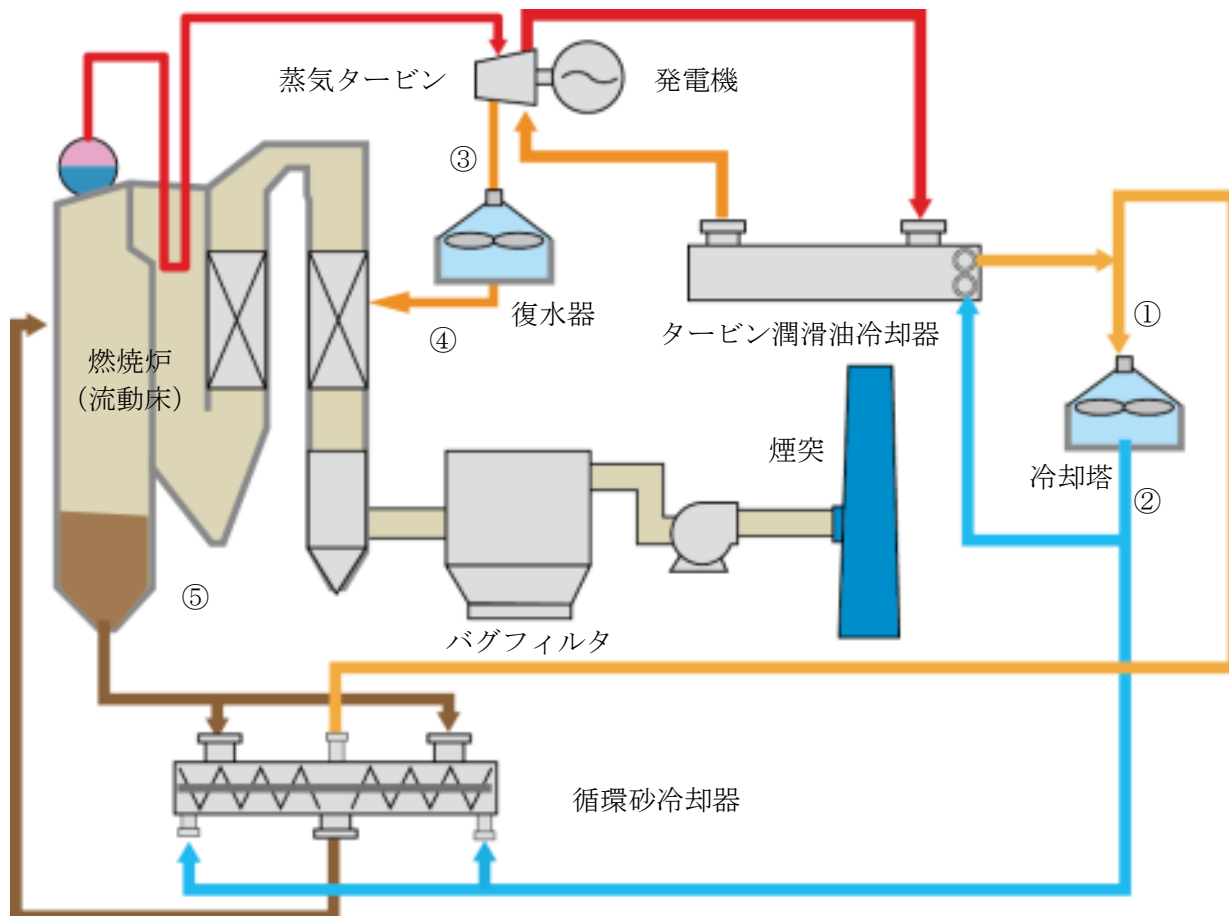 蒸気タービン
発電機
③
復水器
④
タービン潤滑油冷却器
①
燃焼炉
（流動床）
煙突
冷却塔
②
⑤
バグフィルタ
循環砂冷却器